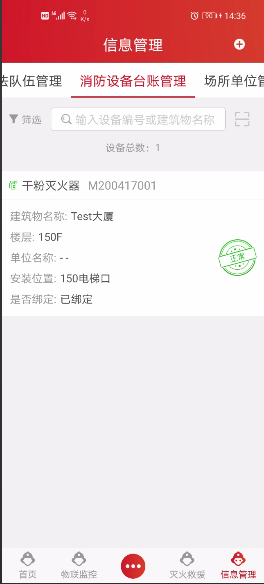 14:36
信息管理
法队伍管理 消防设备台账管理 场所单位管
筛选 输入设备编号或建筑物名称
设备总数：1
干粉灭火器 M200417001
建筑物名称: Test大厦
楼层: 150F
单位名称: --
正常
安装位置: 150电梯口
是否绑定: 已绑定
首页 物联监控 灭火救援 信息管理